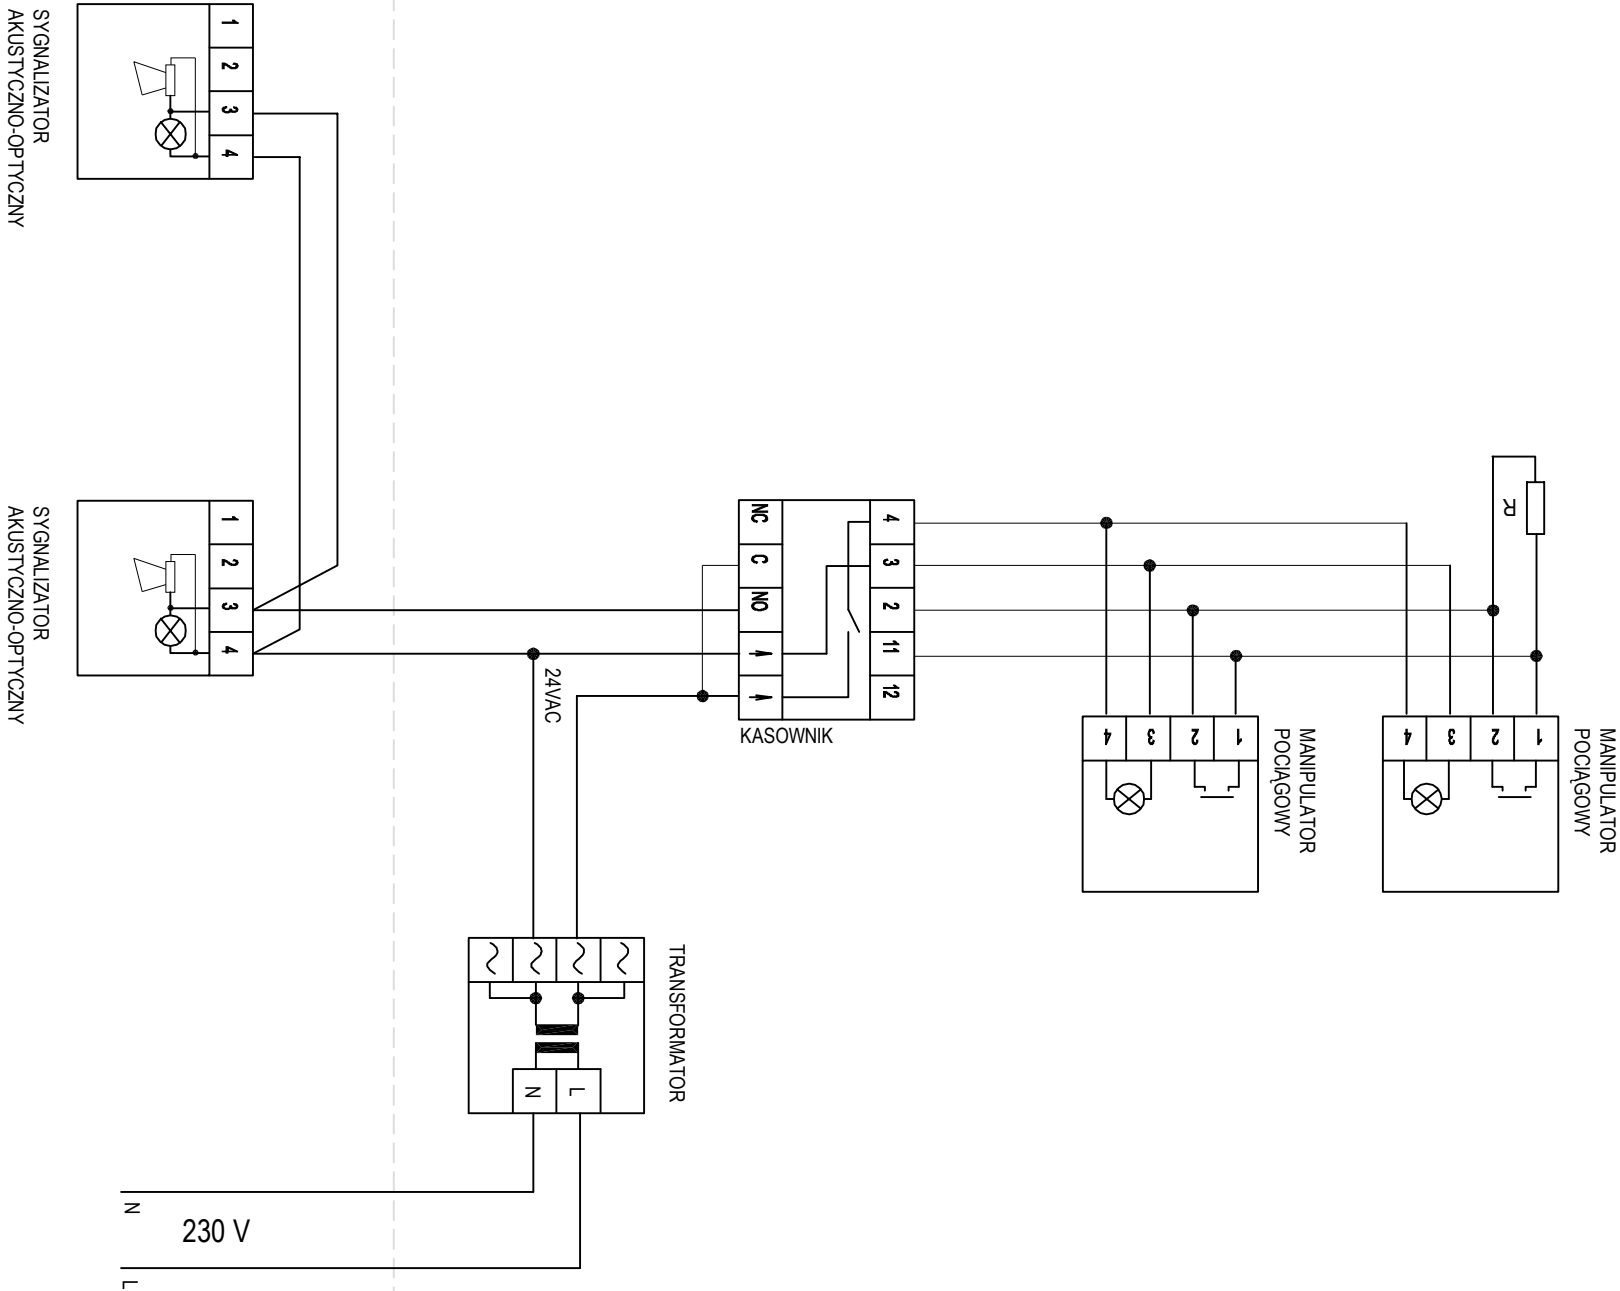 SYGNALIZATOR
AKUSTYCZNO-OPTYCZNY
1
2
3
4
SYGNALIZATOR
AKUSTYCZNO-OPTYCZNY
1
2
3
4
24VAC
NC
C
NO
4
3
2
11
12
KASOWNIK
R
4
3
2
1
MANIPULATOR
POCIĄGOWY
4
3
2
1
MANIPULATOR
POCIĄGOWY
TRANSFORMATOR
N
L
N
230 V
L